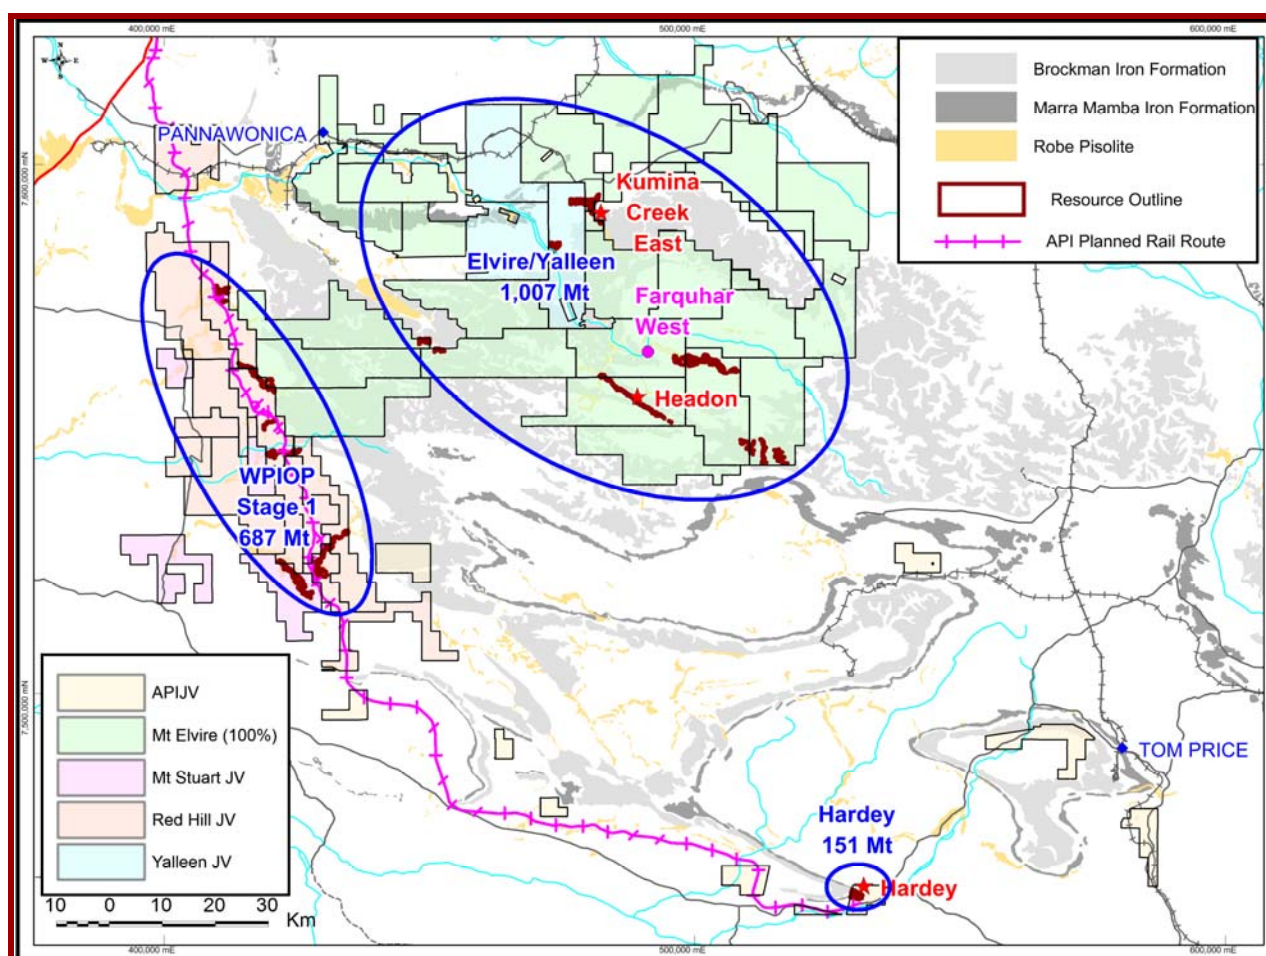 400,000 mE
500,000 mE
600,000 mE
N
W E
S
7,600,000 mN
7,500,000 mN
Brockman Iron Formation
Marra Mamba Iron Formation
Robe Pisolite
Resource Outline
API Planned Rail Route
PANNAWONICA
Kumina
Creek
East
Elvire/Yalleen
1,007 Mt
Farquhar
West
Headon
WPIOP
Stage 1
687 Mt
APIJV
Mt Elvire (100%)
Mt Stuart JV
Red Hill JV
Yalleen JV
10 0 10 20 30
Km
TOM PRICE
Hardey
151 Mt
Hardey
400,000 mE
500,000 mE
600,000 mE